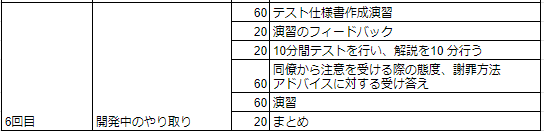 60 テスト仕様書作成演習
20 演習のフィードバック
20 10分間テストを行い、解説を10 分行う
同僚から注意を受ける際の態度、謝罪方法
60 アドバイスに対する受け答え
60 演習
6回目 開発中のやり取り 20 まとめ